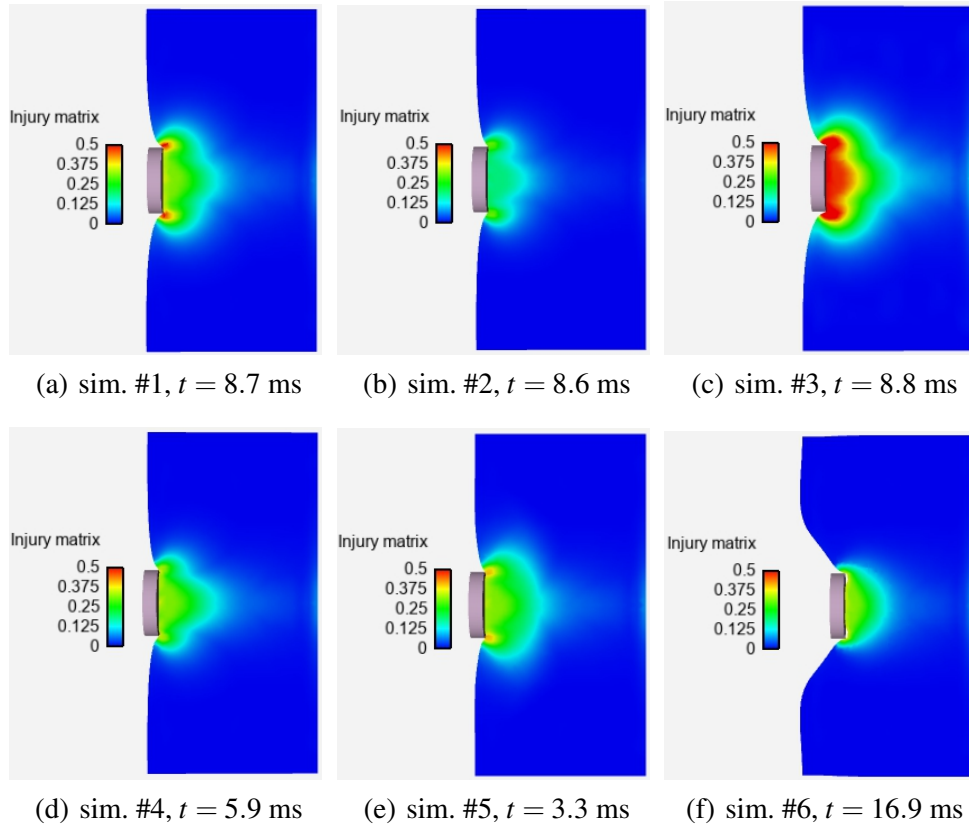 Injury matrix
0.5
0.375
0.25
0.125
0
(a) sim. #1, t = 8.7 ms
Injury matrix
0.5
0.375
0.25
0.125
0
(b) sim. #2, t = 8.6 ms
Injury matrix
0.5
0.375
0.25
0.125
0
(c) sim. #3, t = 8.8 ms
Injury matrix
0.5
0.375
0.25
0.125
0
(d) sim. #4, t = 5.9 ms
Injury matrix
0.5
0.375
0.25
0.125
0
(e) sim. #5, t = 3.3 ms
Injury matrix
0.5
0.375
0.25
0.125
0
(f) sim. #6, t = 16.9 ms